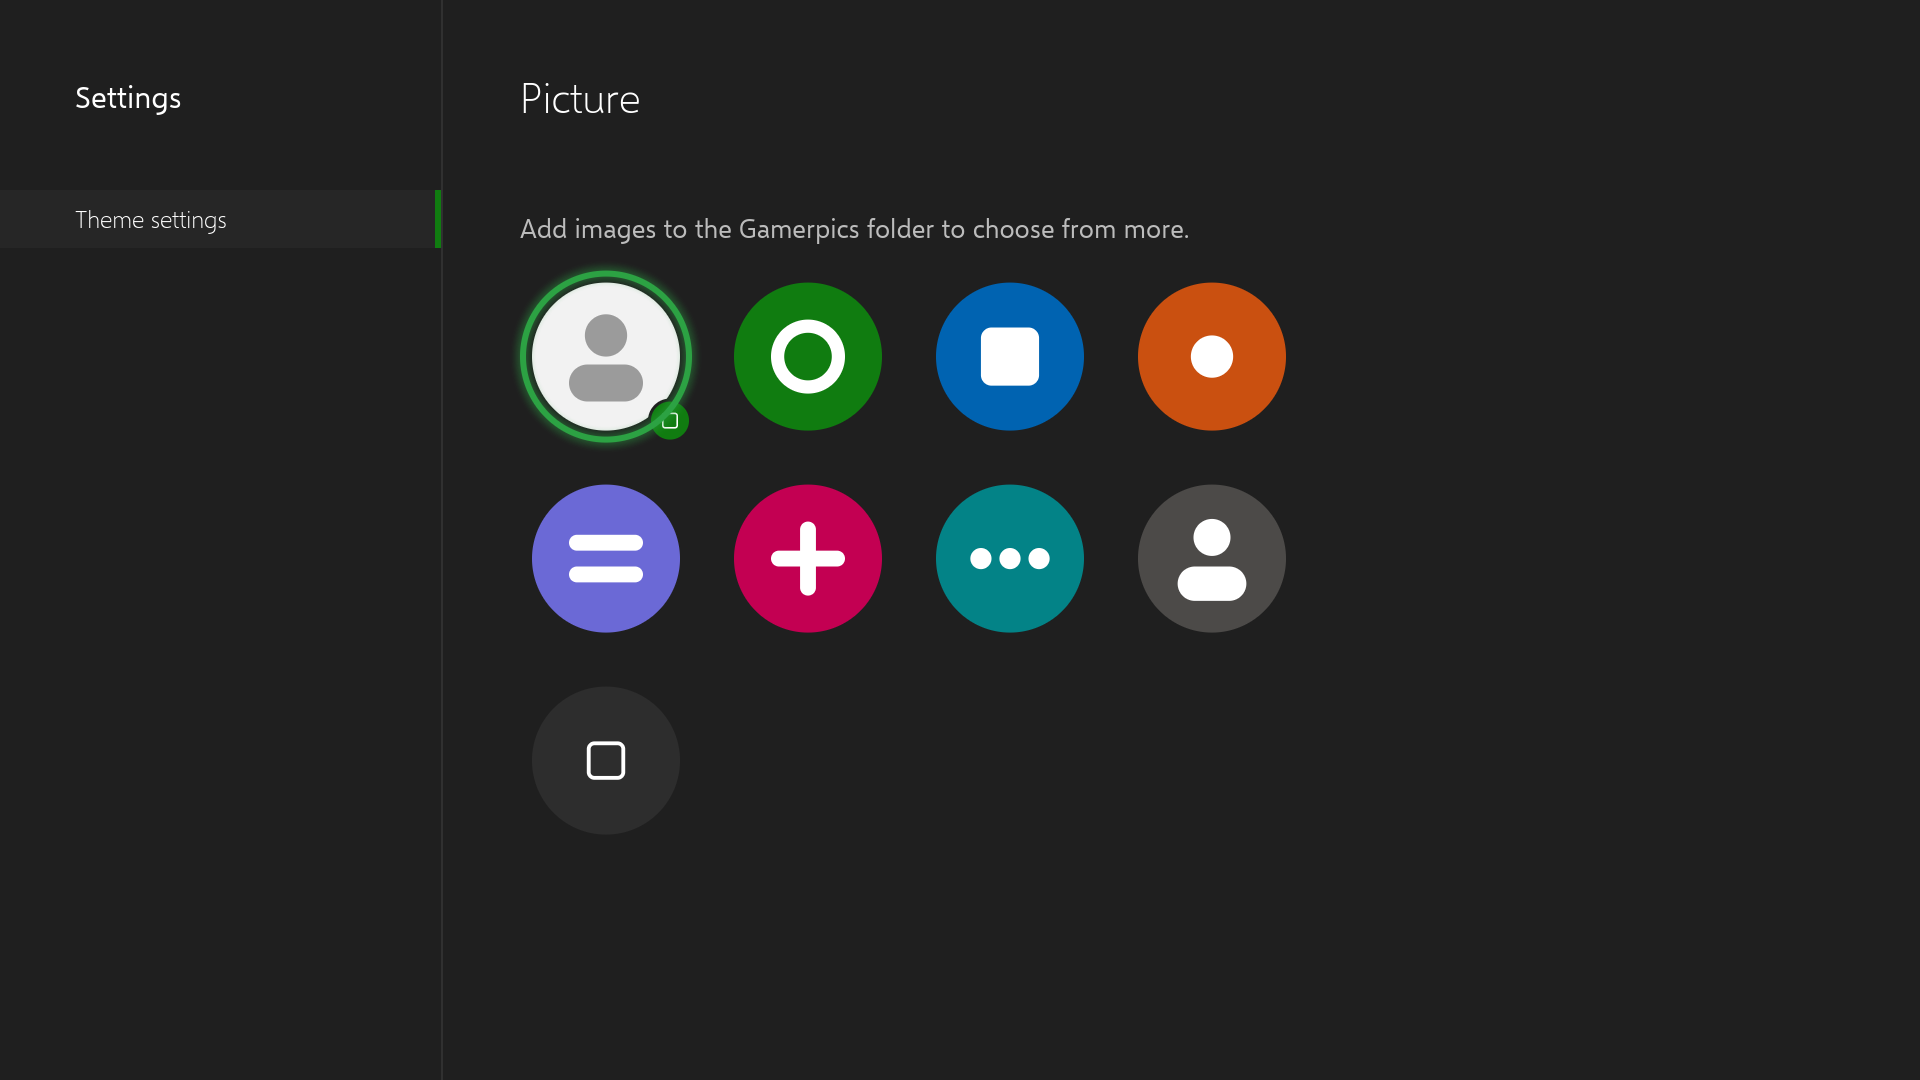 Settings
Picture
Theme settings
Add images to the Gamerpics folder to choose from more.